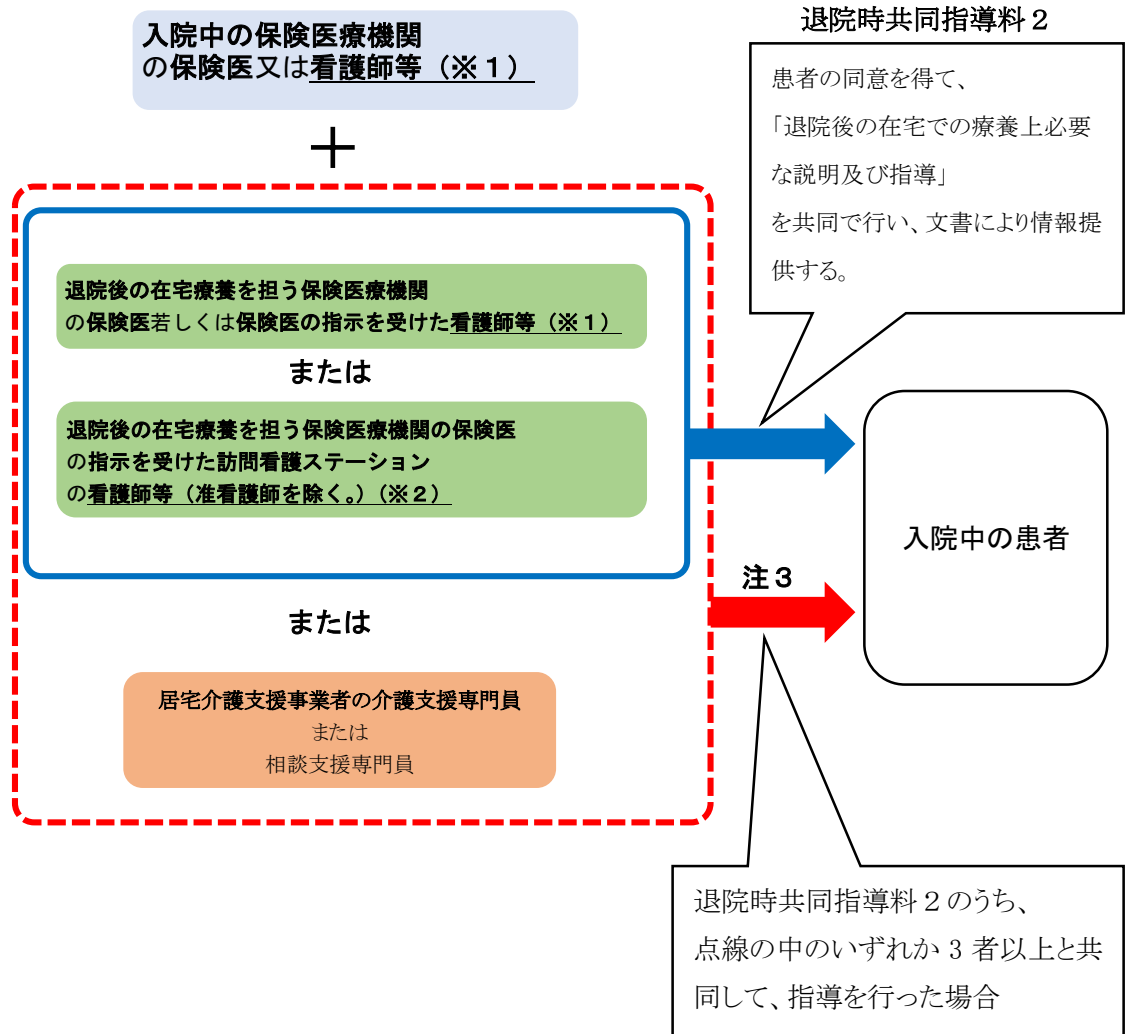 退院時共同指導料２
入院中の保険医療機関
の保険医又は看護師等（※１）
患者の同意を得て、
「退院後の在宅での療養上必要
な説明及び指導」
を共同で行い、文書により情報提
供する。
＋
退院後の在宅療養を担う保険医療機関
の保険医若しくは保険医の指示を受けた看護師等（※１）
または
退院後の在宅療養を担う保険医療機関の保険医
の指示を受けた訪問看護ステーション
の看護師等（准看護師を除く。）（※２）
または
居宅介護支援事業者の介護支援専門員
または
相談支援専門員
注３
入院中の患者
退院時共同指導料２のうち、
点線の中のいずれか 3 者以上と共
同して、指導を行った場合